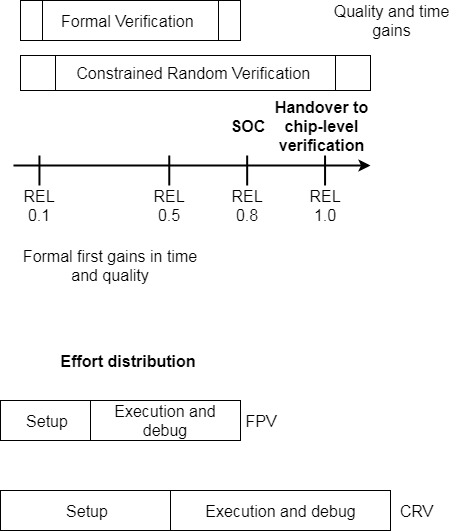 Formal Verification
Quality and time
gains
Constrained Random Verification
SOC
Handover to
chip-level
verification
REL
0.1
REL
0.5
REL
0.8
REL
1.0
Formal first gains in time
and quality
Effort distribution
Setup
Execution and
debug
FPV
Setup
Execution and debug
CRV